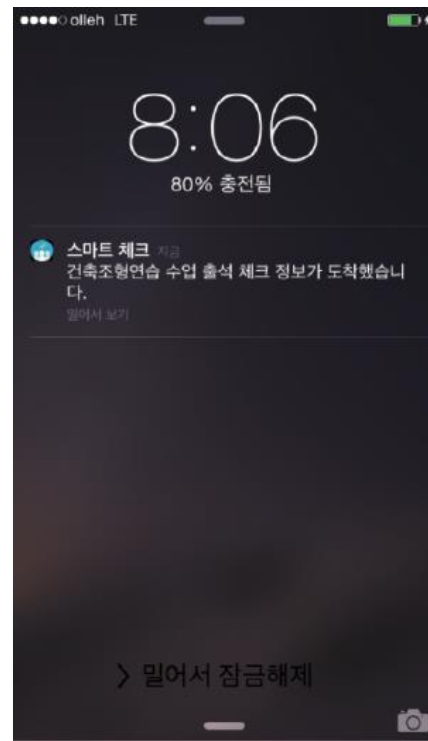 olleh LTE
8:06
80% 충전됨
스마트 체크 지금
건축조형연습 수업 출석 체크 정보가 도착했습니
다.
밀어서 보기
> 밀어서 잠금해제